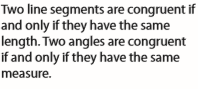 Two line segments are congruent if
and only if they have the same
length. Two angles are congruent
if and only if they have the same
measure.